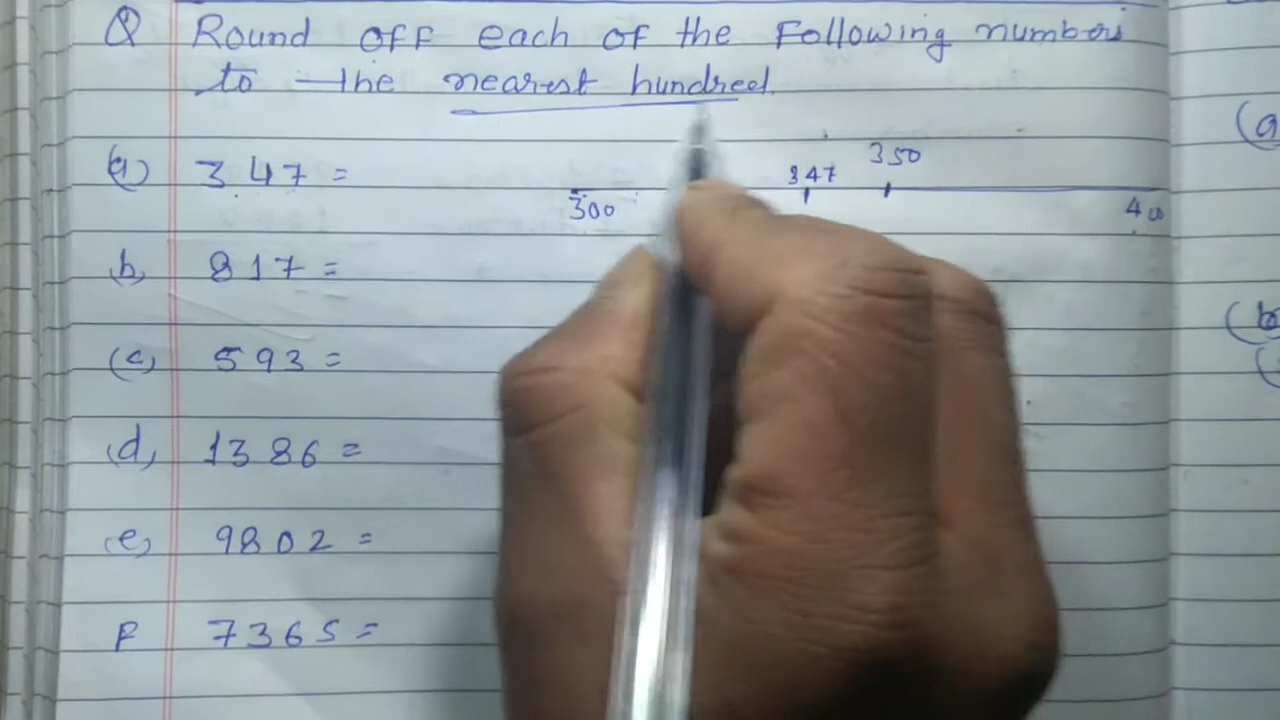 Q Round off each of the Following numbers
to the nearest hundred.
(a) 347 =
300 347 350 400
b) 817 =
(c) 593 =
(d) 1386 =
(e) 9802 =
F 7365 =
(a
(b